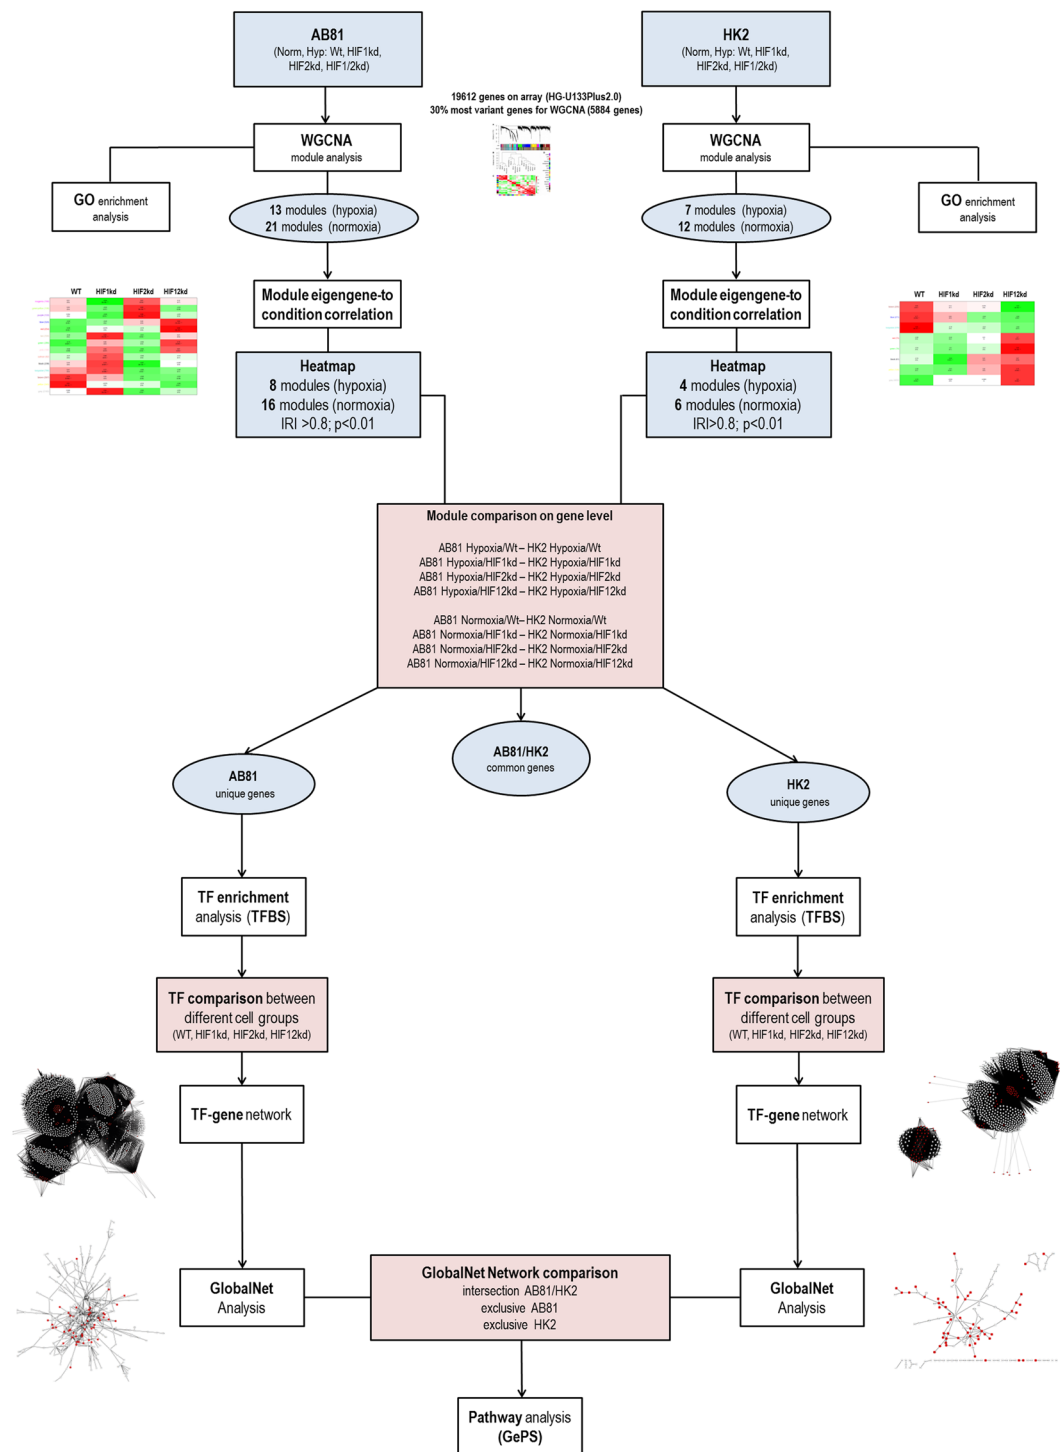 AB81
(Norm, Hyp: Wt, HIF1kd,
HIF2kd, HIF1/2kd)
HK2
(Norm, Hyp: Wt, HIF1kd,
HIF2kd, HIF1/2kd)
19612 genes on array (HG-U133Plus2.0)
30% most variant genes for WGCNA (5884 genes)
WGCNA
module analysis
WGCNA
module analysis
GO enrichment
analysis
GO enrichment
analysis
13 modules (hypoxia)
21 modules (normoxia)
7 modules (hypoxia)
12 modules (normoxia)
WT HIF1kd HIF2kd HIF12kd
Module eigengene-to
condition correlation
Module eigengene-to
condition correlation
WT HIF1kd HIF2kd HIF12kd
Heatmap
8 modules (hypoxia)
16 modules (normoxia)
IRI >0.8; p<0.01
Heatmap
4 modules (hypoxia)
6 modules (normoxia)
IRI>0.8; p<0.01
Module comparison on gene level
AB81 Hypoxia/Wt – HK2 Hypoxia/Wt
AB81 Hypoxia/HIF1kd – HK2 Hypoxia/HIF1kd
AB81 Hypoxia/HIF2kd – HK2 Hypoxia/HIF2kd
AB81 Hypoxia/HIF12kd – HK2 Hypoxia/HIF12kd
AB81 Normoxia/Wt– HK2 Normoxia/Wt
AB81 Normoxia/HIF1kd – HK2 Normoxia/HIF1kd
AB81 Normoxia/HIF2kd – HK2 Normoxia/HIF2kd
AB81 Normoxia/HIF12kd – HK2 Normoxia/HIF12kd
AB81
unique genes
AB81/HK2
common genes
HK2
unique genes
TF enrichment
analysis (TFBS)
TF enrichment
analysis (TFBS)
TF comparison between
different cell groups
(WT, HIF1kd, HIF2kd, HIF12kd)
TF comparison between
different cell groups
(WT, HIF1kd, HIF2kd, HIF12kd)
TF-gene network
TF-gene network
GlobalNet
Analysis
GlobalNet Network comparison
intersection AB81/HK2
exclusive AB81
exclusive HK2
GlobalNet
Analysis
Pathway analysis
(GePS)